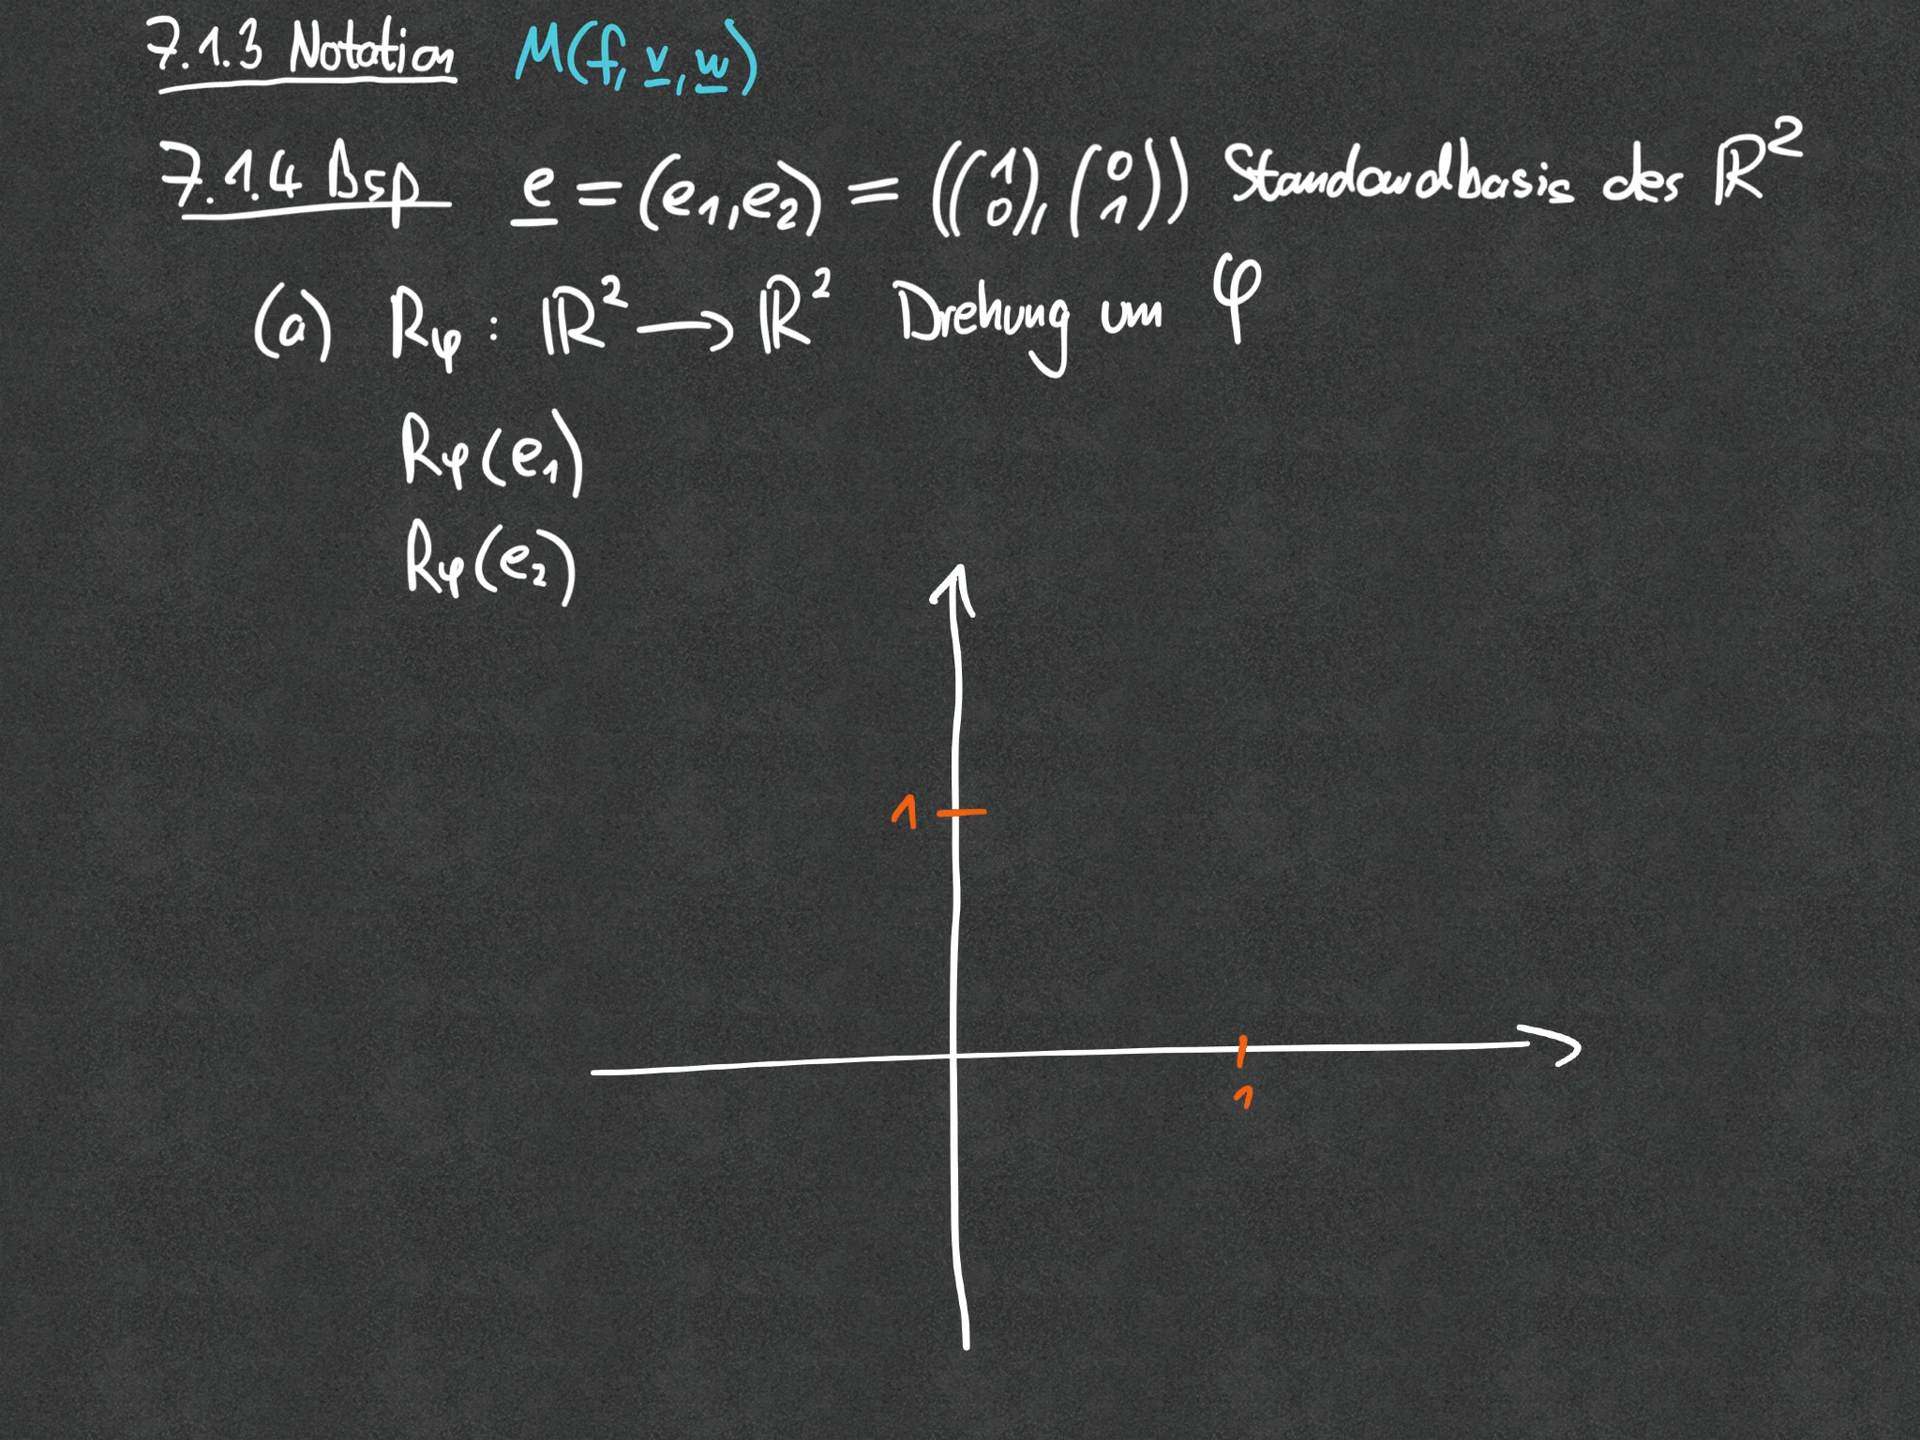 7.1.3 Notation M(f, v, w)
7.1.4 Bsp e = (e₁, e₂) = ((1 0), (0 1)) Standardbasis des ℝ²
(a) Rφ : ℝ² → ℝ² Drehung um φ
Rφ(e₁)
Rφ(e₂)
1
1